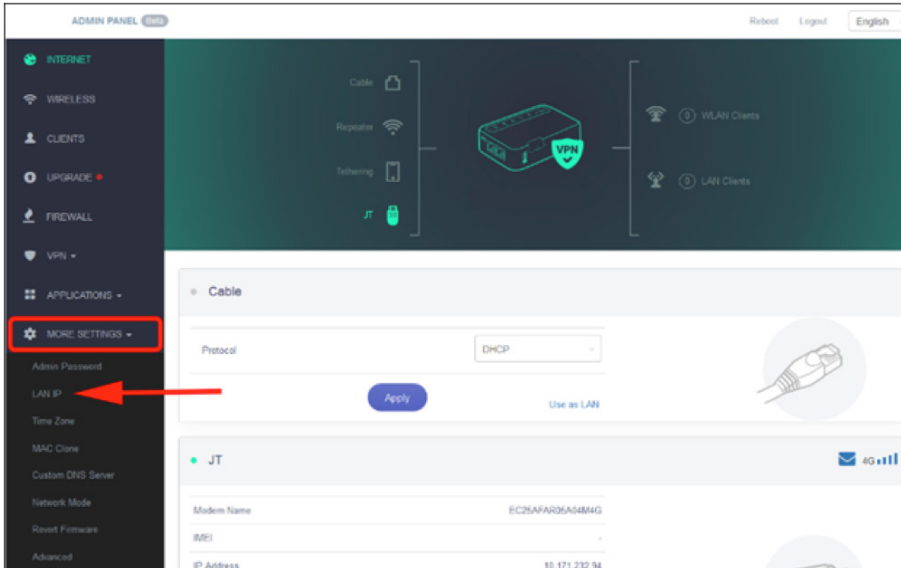 ADMIN PANEL Beta
Reboot Logout English
INTERNET
WIRELESS
CLIENTS
UPGRADE
FIREWALL
VPN
APPLICATIONS
MORE SETTINGS
Admin Password
LAN IP
Time Zone
MAC Clone
Custom DNS Server
Network Mode
Revert Firmware
Advanced
Cable
Repeater
Tethering
JT
VPN
0 WLAN Clients
0 LAN Clients
Cable
Protocol DHCP
Apply Use as LAN
JT 4G
Modem Name EC25AFAR05A04M4G
IMEI -
IP Address 10.171.232.94